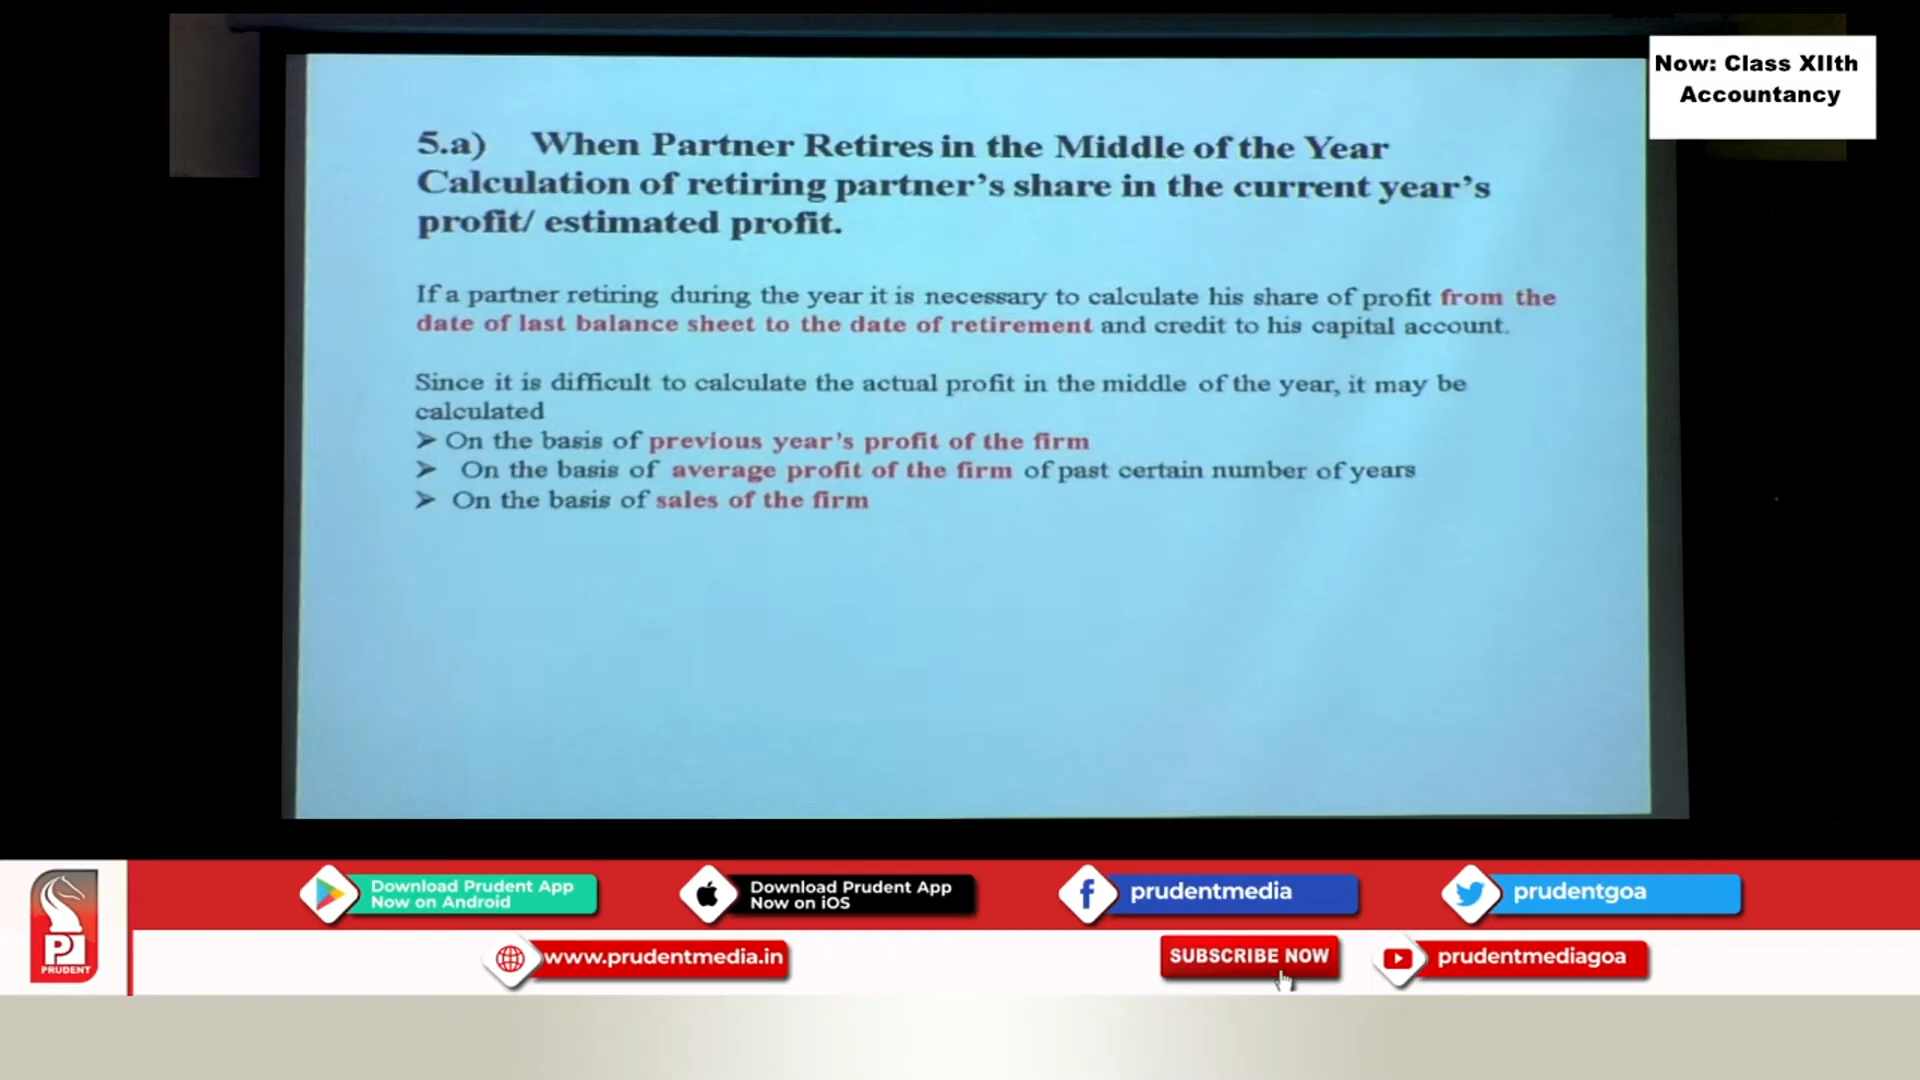 Now: Class XIIth
Accountancy
5.a) When Partner Retires in the Middle of the Year
Calculation of retiring partner's share in the current year's
profit/ estimated profit.
If a partner retiring during the year it is necessary to calculate his share of profit from the
date of last balance sheet to the date of retirement and credit to his capital account.
Since it is difficult to calculate the actual profit in the middle of the year, it may be
calculated
➢ On the basis of previous year's profit of the firm
➢ On the basis of average profit of the firm of past certain number of years
➢ On the basis of sales of the firm
Download Prudent App
Now on Android
Download Prudent App
Now on iOS
prudentmedia
prudentgoa
PRUDENT
www.prudentmedia.in
SUBSCRIBE NOW
prudentmediagoa